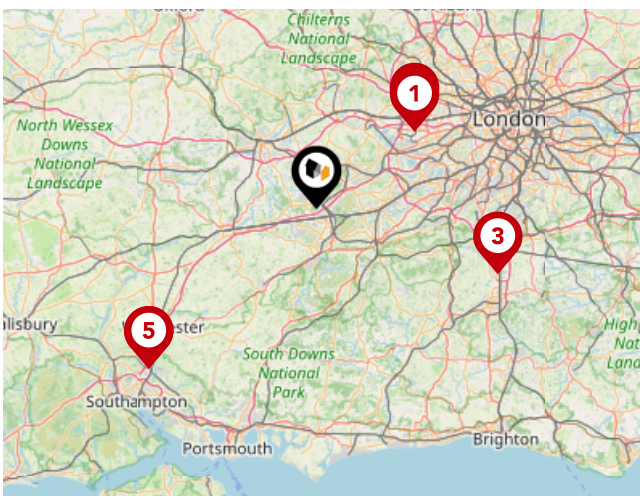 Chilterns
National
Landscape
1
London
North Wessex
Downs
National
Landscape
3
5
South Downs
National
Park
Southampton
Portsmouth
Brighton